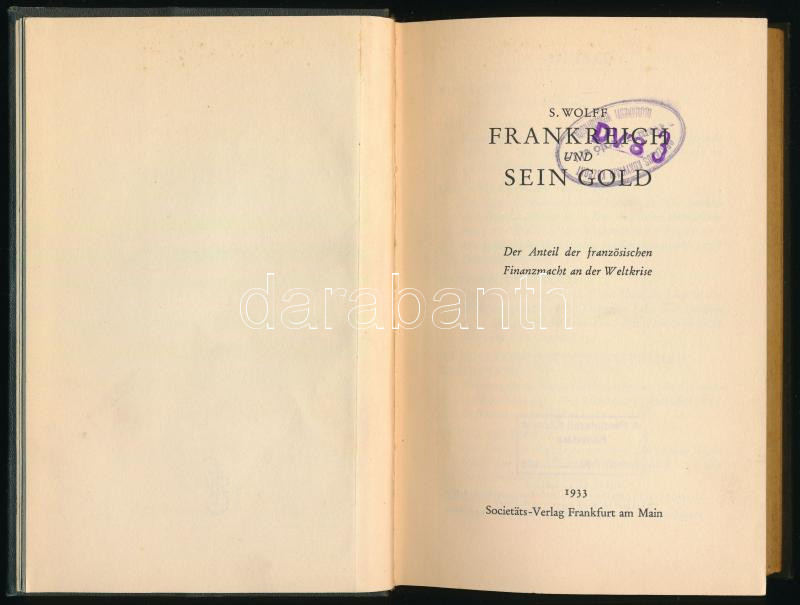 S. WOLFF
FRANKREICH
UND
SEIN GOLD
Der Anteil der französischen
Finanzmacht an der Weltkrise
darabanth
1933
Societäts-Verlag Frankfurt am Main